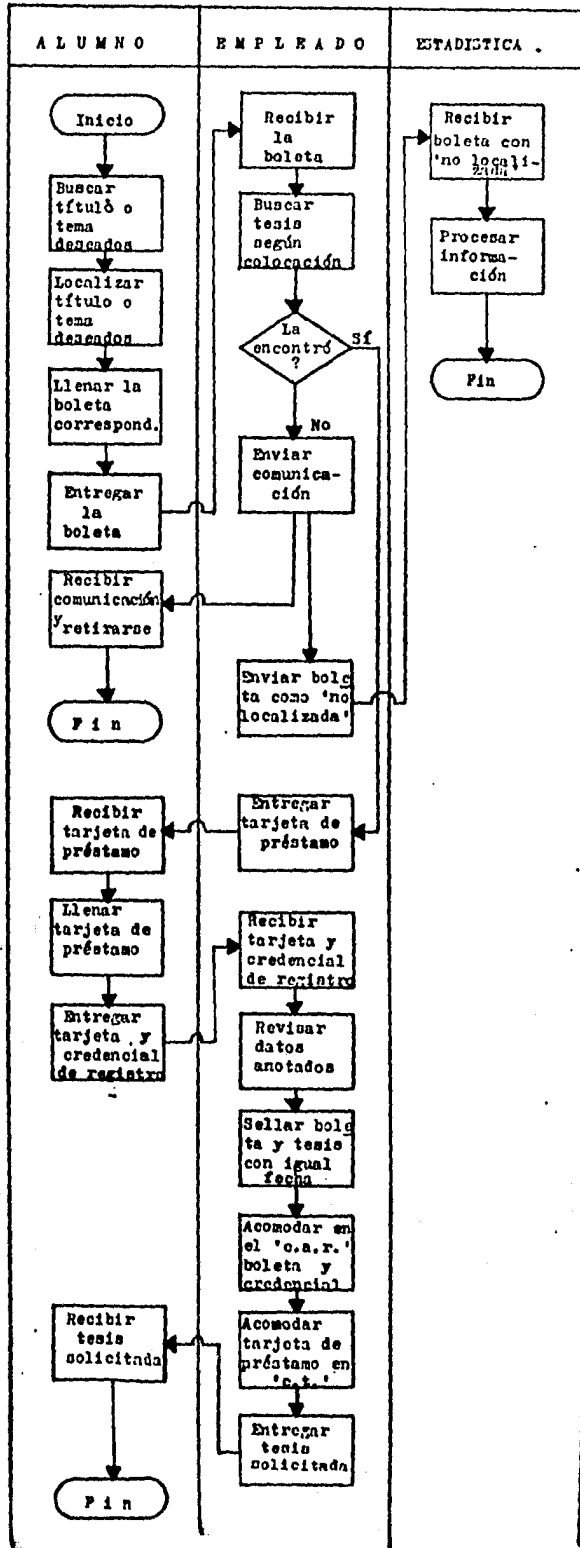 ALUMNO
EMPLEADO
ESTADISTICA.
Inicio
Buscar
título o
tema
deseados
Localizar
título o
tema
deseados
Llenar la
boleta
correspond.
Entregar
la
boleta
Recibir
comunicación
y retirarse
Fin
Recibir
tarjeta de
préstamo
Llenar
tarjeta de
préstamo
Entregar
tarjeta y
credencial
de registro
Recibir
tesis
solicitada
Fin
Recibir
la
boleta
Buscar
tesis
según
colocación
La
encontró
?
Sí
No
Enviar
comunica-
ción
Enviar bole
ta como 'no
localizada'
Entregar
tarjeta de
préstamo
Recibir
tarjeta y
credencial
de registro
Revisar
datos
anotados
Sellar bole
ta y tesis
con igual
fecha
Acomodar en
el 'c.a.r.'
boleta y
credencial
Acomodar
tarjeta de
préstamo en
'c.t.'
Entregar
tesis
solicitada
Recibir
boleta con
'no locali-
zada'
Procesar
informa-
ción
Fin